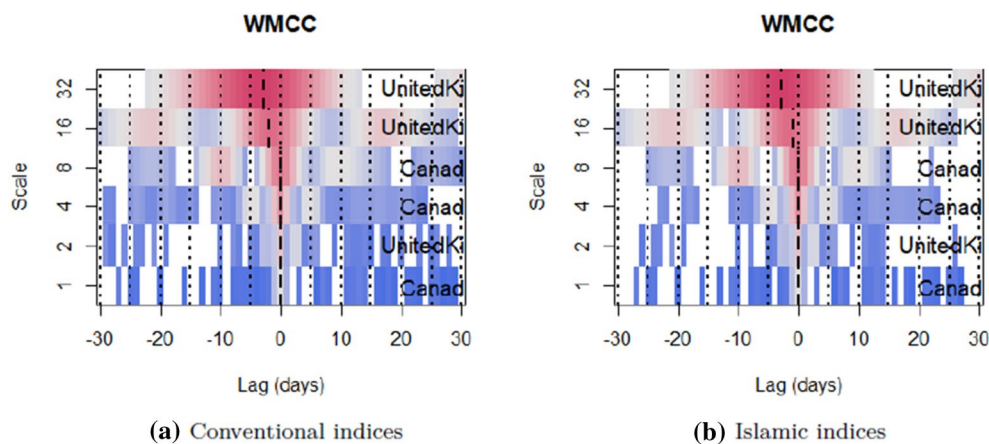 WMCC
Scale
32
16
8
4
2
1
UnitedKi
UnitedKi
Canad
Canad
UnitedKi
Canad
-30 -20 -10 0 10 20 30
Lag (days)
(a) Conventional indices
WMCC
Scale
32
16
8
4
2
1
UnitedKi
UnitedKi
Canad
Canad
UnitedKi
Canad
-30 -20 -10 0 10 20 30
Lag (days)
(b) Islamic indices